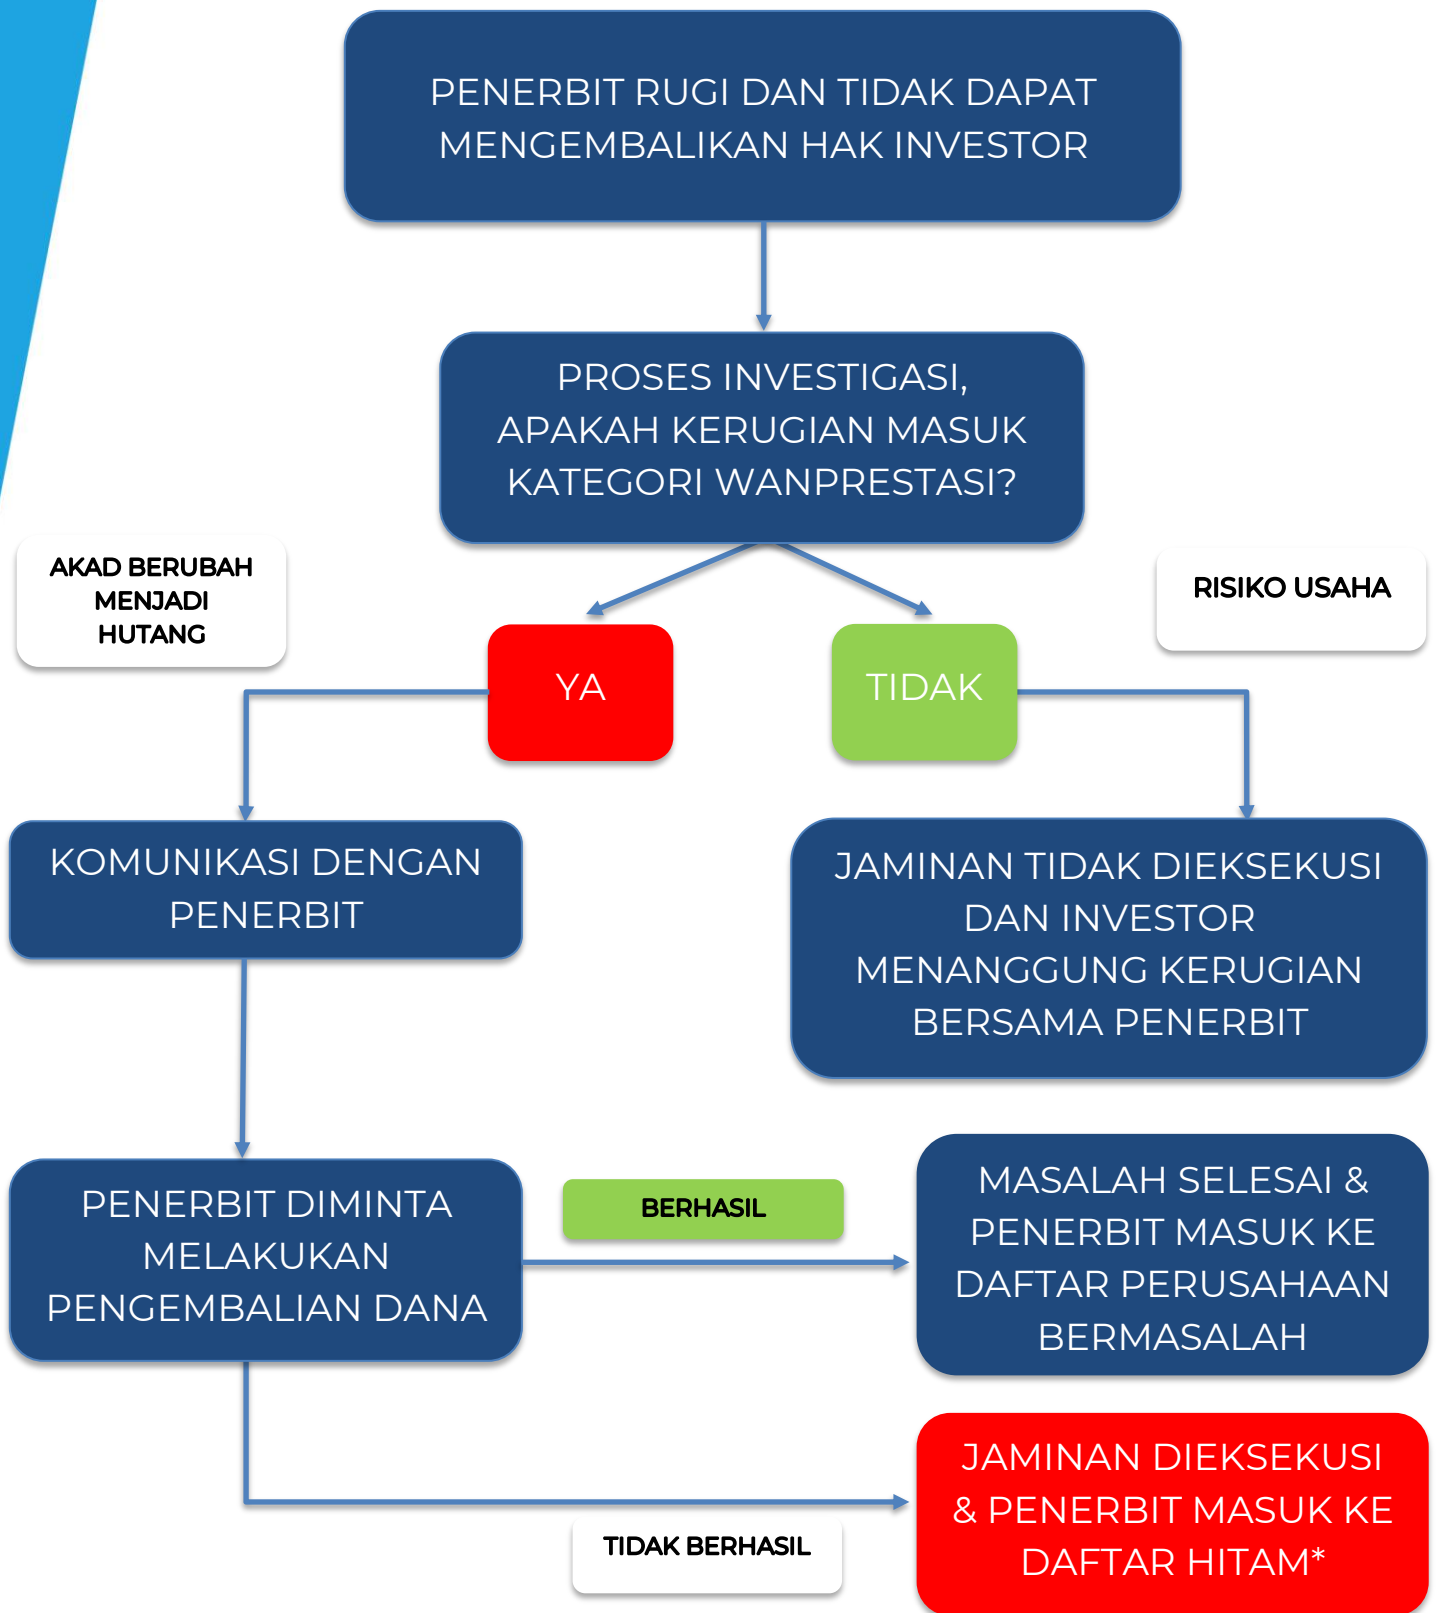 PENERBIT RUGI DAN TIDAK DAPAT
MENGEMBALIKAN HAK INVESTOR
PROSES INVESTIGASI,
APAKAH KERUGIAN MASUK
KATEGORI WANPRESTASI?
AKAD BERUBAH
MENJADI
HUTANG
RISIKO USAHA
YA
TIDAK
KOMUNIKASI DENGAN
PENERBIT
JAMINAN TIDAK DIEKSEKUSI
DAN INVESTOR
MENANGGUNG KERUGIAN
BERSAMA PENERBIT
PENERBIT DIMINTA
MELAKUKAN
PENGEMBALIAN DANA
BERHASIL
MASALAH SELESAI &
PENERBIT MASUK KE
DAFTAR PERUSAHAAN
BERMASALAH
TIDAK BERHASIL
JAMINAN DIEKSEKUSI
& PENERBIT MASUK KE
DAFTAR HITAM*